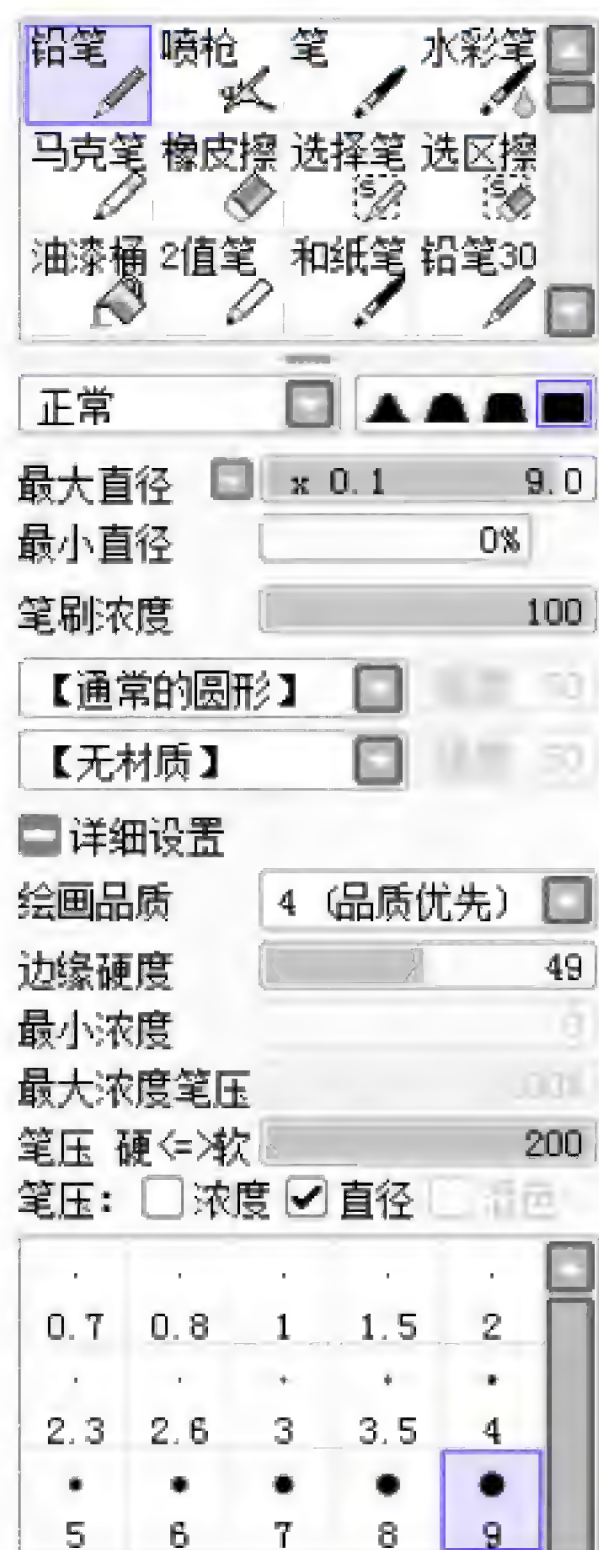 铅笔 喷枪 笔 水彩笔
马克笔 橡皮擦 选择笔 选区擦
油漆桶 2值笔 和纸笔 铅笔30
正常
最大直径 x 0.1 9.0
最小直径 0%
笔刷浓度 100
【通常的圆形】 50
【无材质】 50
详细设置
绘画品质 4 (品质优先)
边缘硬度 49
最小浓度 0
最大浓度笔压
笔压 硬<=>软 200
笔压: 浓度 直径 混色
0.7 0.8 1 1.5 2
2.3 2.6 3 3.5 4
5 6 7 8 9